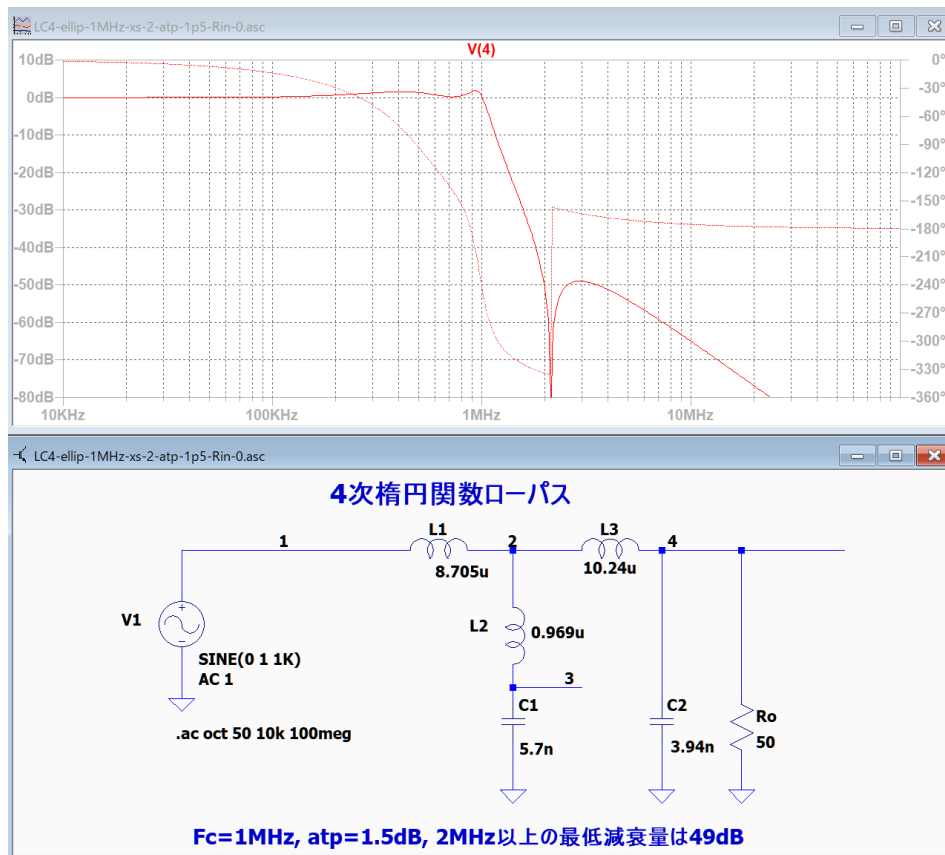 LC4-ellip-1MHz-xs-2-atp-1p5-Rin-0.asc
V(4)
10dB
0dB
-10dB
-20dB
-30dB
-40dB
-50dB
-60dB
-70dB
-80dB
0°
-30°
-60°
-90°
-120°
-150°
-180°
-210°
-240°
-270°
-300°
-330°
-360°
10KHz 100KHz 1MHz 10MHz
LC4-ellip-1MHz-xs-2-atp-1p5-Rin-0.asc
4次楕円関数ローパス
1
L1
8.705u
2
L3
10.24u
4
V1
SINE(0 1 1K)
AC 1
L2
0.969u
3
C1
5.7n
C2
3.94n
Ro
50
.ac oct 50 10k 100meg
Fc=1MHz, atp=1.5dB, 2MHz以上の最低減衰量は49dB